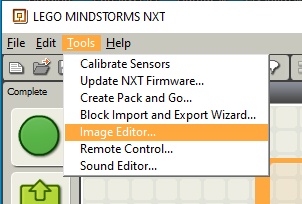 LEGO MINDSTORMS NXT
File Edit Tools Help
Complete
Calibrate Sensors
Update NXT Firmware...
Create Pack and Go...
Block Import and Export Wizard...
Image Editor...
Remote Control...
Sound Editor...